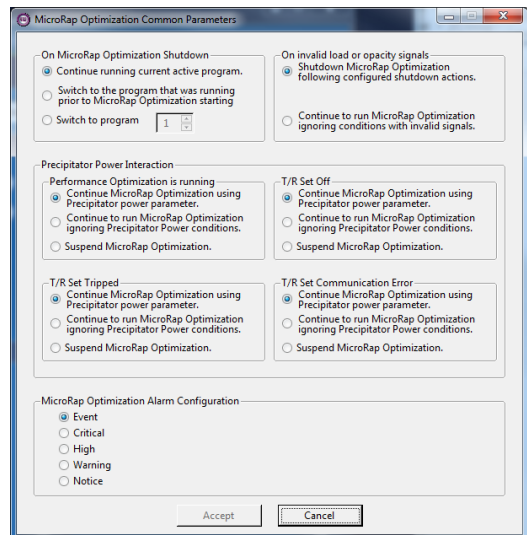 MicroRap Optimization Common Parameters
On MicroRap Optimization Shutdown
Continue running current active program.
Switch to the program that was running
prior to MicroRap Optimization starting
Switch to program 1
On invalid load or opacity signals
Shutdown MicroRap Optimization
following configured shutdown actions.
Continue to run MicroRap Optimization
ignoring conditions with invalid signals.
Precipitator Power Interaction
Performance Optimization is running
Continue MicroRap Optimization using
Precipitator power parameter.
Continue to run MicroRap Optimization
ignoring Precipitator Power conditions.
Suspend MicroRap Optimization.
T/R Set Off
Continue MicroRap Optimization using
Precipitator power parameter.
Continue to run MicroRap Optimization
ignoring Precipitator Power conditions.
Suspend MicroRap Optimization.
T/R Set Tripped
Continue MicroRap Optimization using
Precipitator power parameter.
Continue to run MicroRap Optimization
ignoring Precipitator Power conditions.
Suspend MicroRap Optimization.
T/R Set Communication Error
Continue MicroRap Optimization using
Precipitator power parameter.
Continue to run MicroRap Optimization
ignoring Precipitator Power conditions.
Suspend MicroRap Optimization.
MicroRap Optimization Alarm Configuration
Event
Critical
High
Warning
Notice
Accept
Cancel